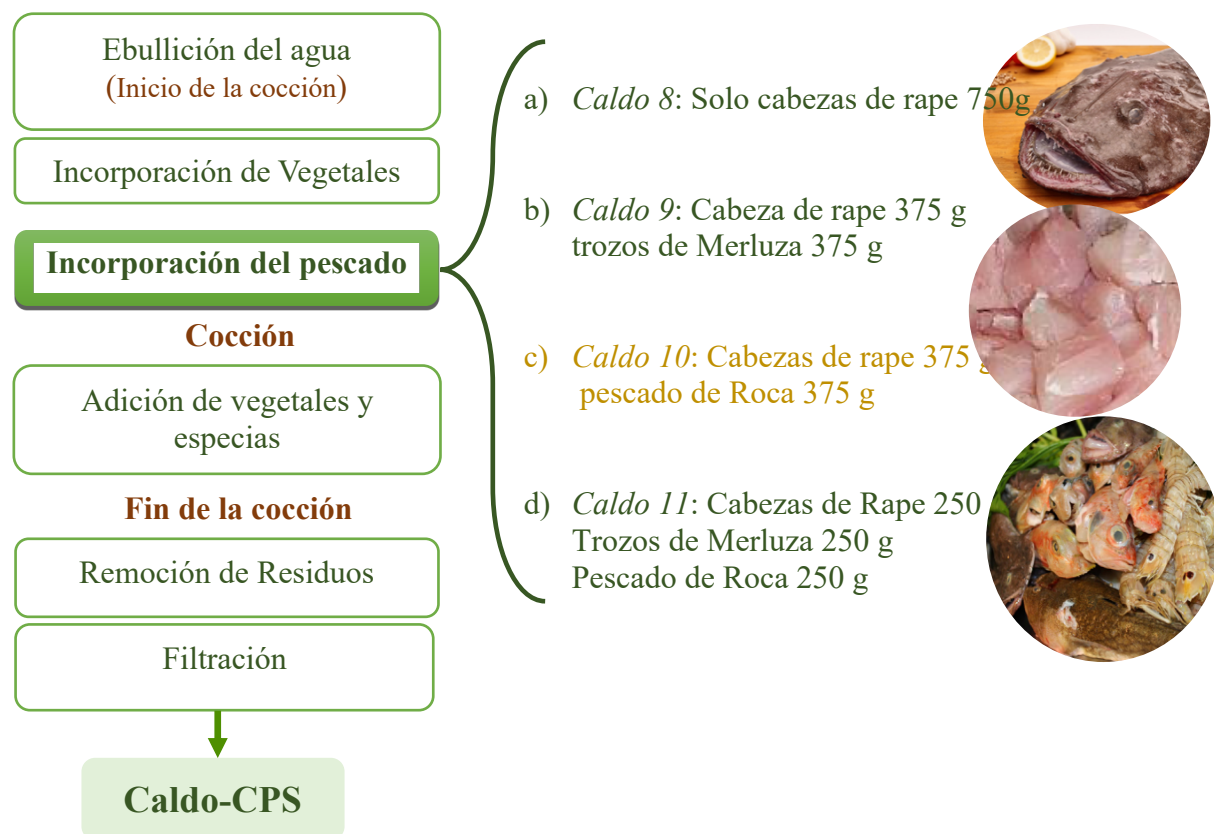 Ebullición del agua
(Inicio de la cocción)
Incorporación de Vegetales
Incorporación del pescado
Cocción
Adición de vegetales y
especias
Fin de la cocción
Remoción de Residuos
Filtración
Caldo-CPS
a) Caldo 8: Solo cabezas de rape 750g
b) Caldo 9: Cabeza de rape 375 g
trozos de Merluza 375 g
c) Caldo 10: Cabezas de rape 375 g
pescado de Roca 375 g
d) Caldo 11: Cabezas de Rape 250
Trozos de Merluza 250 g
Pescado de Roca 250 g